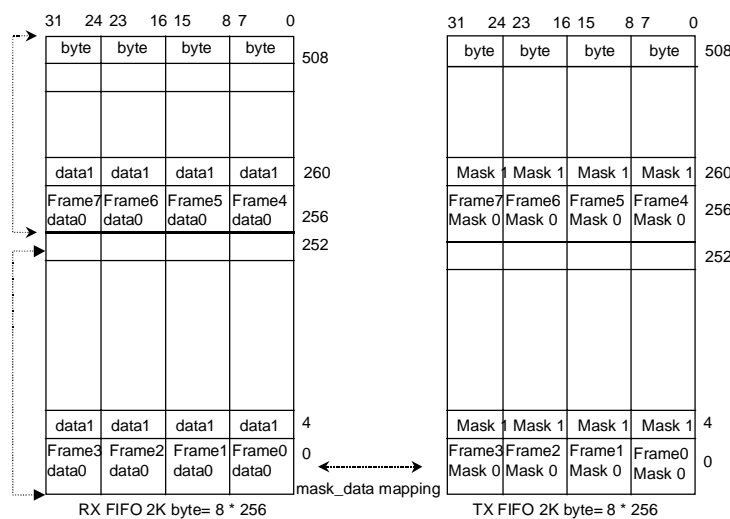 31 24 23 16 15 8 7 0
byte byte byte byte 508
data1 data1 data1 data1 260
Frame7 Frame6 Frame5 Frame4
data0 data0 data0 data0 256
252
data1 data1 data1 data1 4
Frame3 Frame2 Frame1 Frame0
data0 data0 data0 data0 0
RX FIFO 2K byte= 8 * 256
mask_data mapping
31 24 23 16 15 8 7 0
byte byte byte byte 508
Mask 1 Mask 1 Mask 1 Mask 1 260
Frame7 Frame6 Frame5 Frame4
Mask 0 Mask 0 Mask 0 Mask 0 256
252
Mask 1 Mask 1 Mask 1 Mask 1 4
Frame3 Frame2 Frame1 Frame0
Mask 0 Mask 0 Mask 0 Mask 0 0
TX FIFO 2K byte= 8 * 256